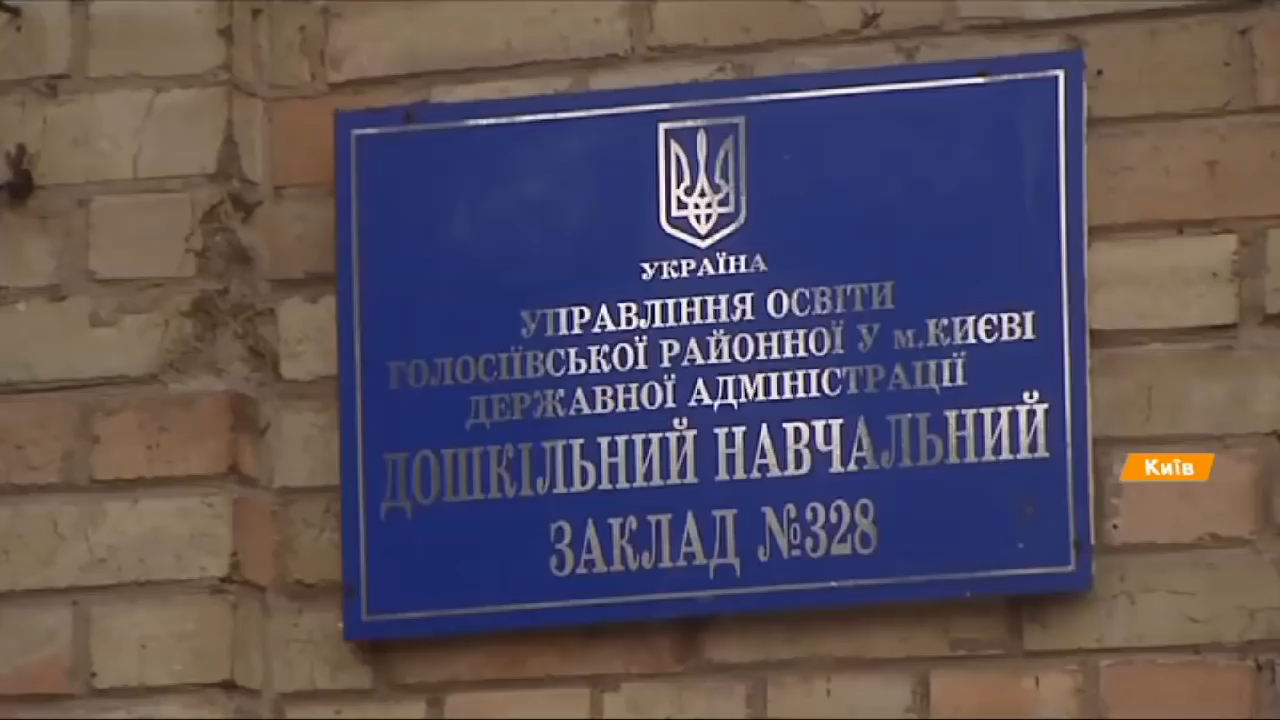 УКРАЇНА
УПРАВЛІННЯ ОСВІТИ
ГОЛОСІЇВСЬКОЇ РАЙОННОЇ У м.КИЄВІ
ДЕРЖАВНОЇ АДМІНІСТРАЦІЇ
ДОШКІЛЬНИЙ НАВЧАЛЬНИЙ
ЗАКЛАД №328
Київ